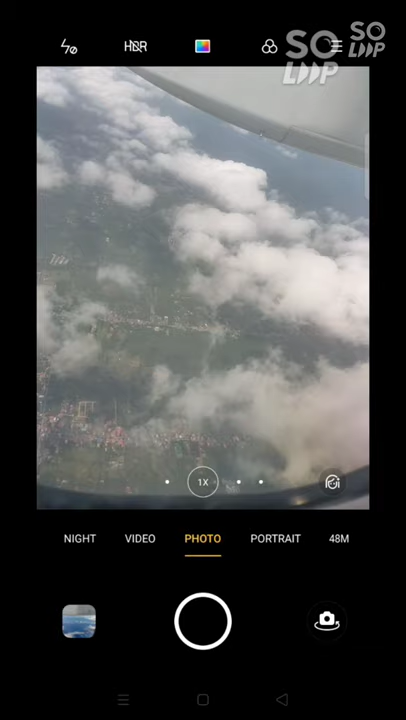 HDR
SO
LOOP
SO
LOOP
1X
NIGHT VIDEO PHOTO PORTRAIT 48M